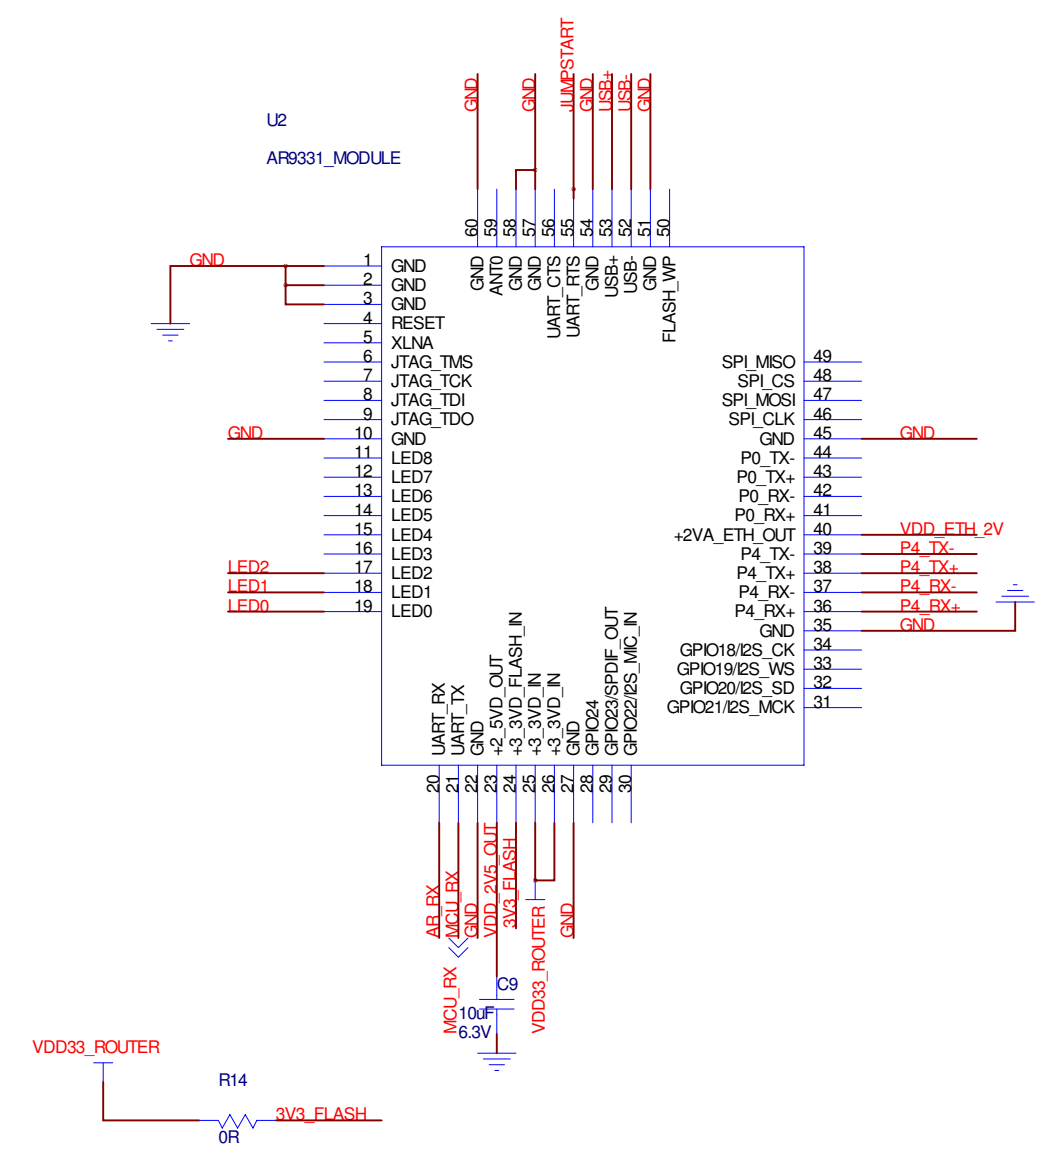 JUMPSTART
GND
GND
GND
USB+
USB-
GND
U2
AR9331_MODULE
60
59
58
57
56
55
54
53
52
51
50
GND
ANT0
GND
GND
UART_CTS
UART_RTS
GND
USB+
USB-
GND
FLASH_WP
GND
1 GND
2 GND
3 GND
4 RESET
5 XLNA
6 JTAG_TMS
7 JTAG_TCK
8 JTAG_TDI
9 JTAG_TDO
GND 10 GND
11 LED8
12 LED7
13 LED6
14 LED5
15 LED4
16 LED3
LED2 17 LED2
LED1 18 LED1
LED0 19 LED0
SPI_MISO 49
SPI_CS 48
SPI_MOSI 47
SPI_CLK 46
GND 45 GND
P0_TX- 44
P0_TX+ 43
P0_RX- 42
P0_RX+ 41
+2VA_ETH_OUT 40 VDD_ETH_2V
P4_TX- 39 P4_TX-
P4_TX+ 38 P4_TX+
P4_RX- 37 P4_RX-
P4_RX+ 36 P4_RX+
GND 35 GND
GPIO18/I2S_CK 34
GPIO19/I2S_WS 33
GPIO20/I2S_SD 32
GPIO21/I2S_MCK 31
UART_RX
UART_TX
GND
+2_5VD_OUT
+3_3VD_FLASH_IN
+3_3VD_IN
+3_3VD_IN
GND
GPIO24
GPIO23/SPDIF_OUT
GPIO22/I2S_MIC_IN
20
21
22
23
24
25
26
27
28
29
30
AR_RX
MCU_RX
GND
VDD_2V5_OUT
3V3_FLASH
VDD33_ROUTER
GND
MCU_RX
C9
10uF
6.3V
VDD33_ROUTER
R14
0R
3V3_FLASH